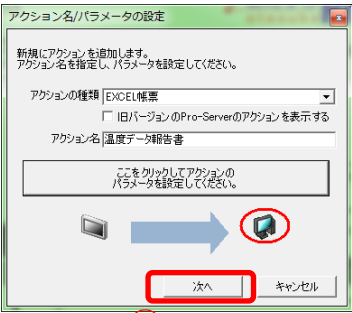 アクション名/パラメータの設定
新規にアクションを追加します。
アクション名を指定し、パラメータを設定してください。
アクションの種類 EXCEL帳票
旧バージョンのPro-Serverのアクションを表示する
アクション名 温度データ報告書
ここをクリックしてアクションの
パラメータを設定してください。
次へ
キャンセル